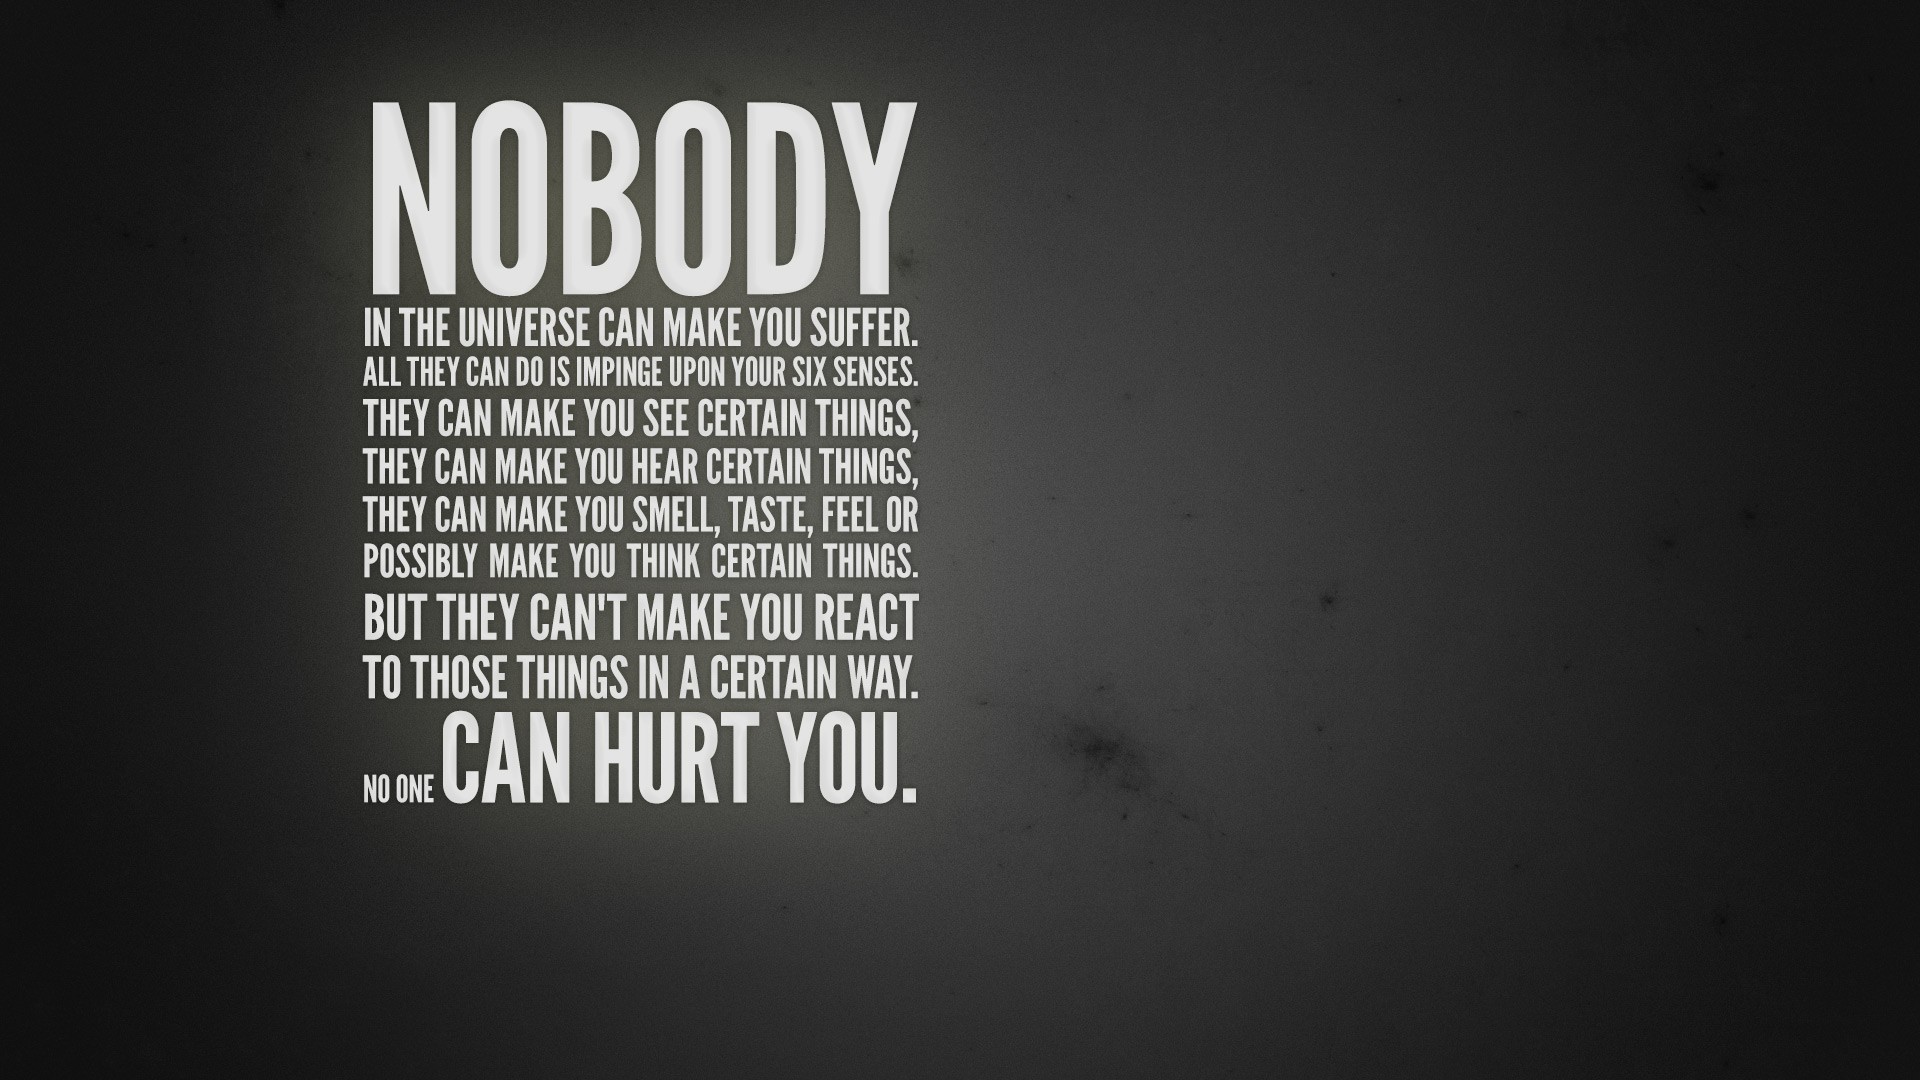 NOBODY
IN THE UNIVERSE CAN MAKE YOU SUFFER.
ALL THEY CAN DO IS IMPINGE UPON YOUR SIX SENSES.
THEY CAN MAKE YOU SEE CERTAIN THINGS,
THEY CAN MAKE YOU HEAR CERTAIN THINGS,
THEY CAN MAKE YOU SMELL, TASTE, FEEL OR
POSSIBLY MAKE YOU THINK CERTAIN THINGS.
BUT THEY CAN'T MAKE YOU REACT
TO THOSE THINGS IN A CERTAIN WAY.
NO ONE CAN HURT YOU.